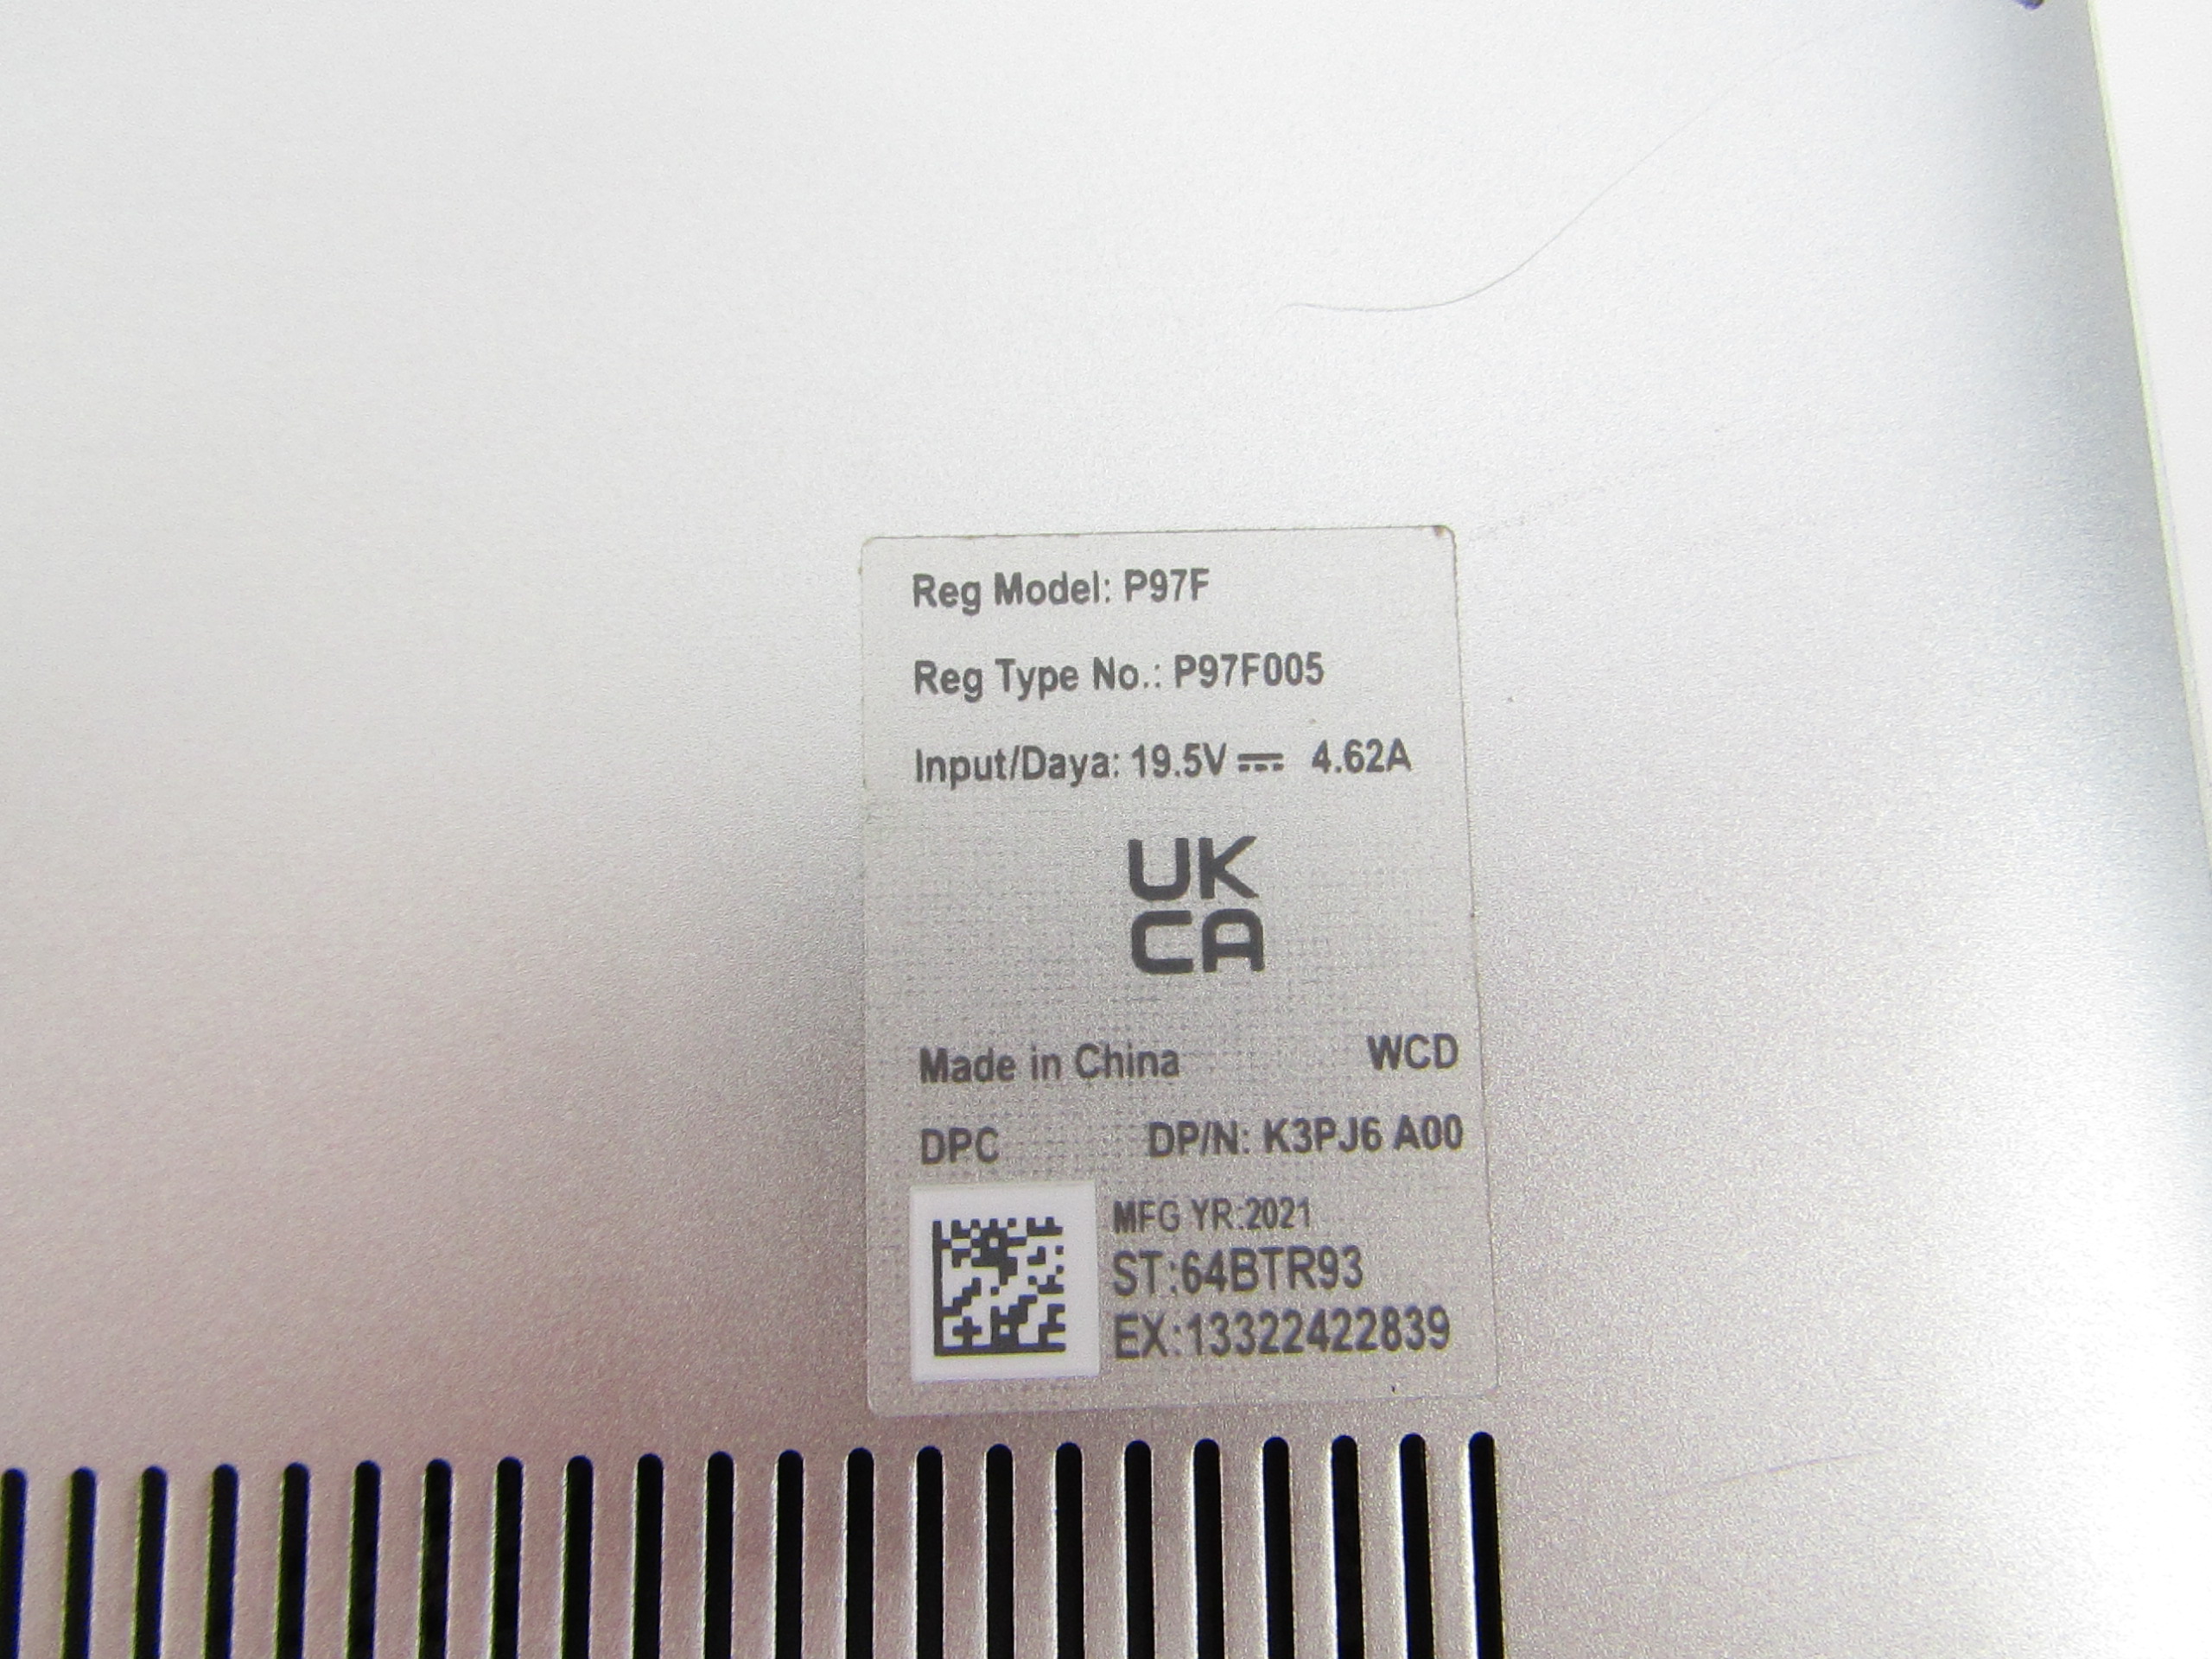 Reg Model: P97F
Reg Type No.: P97F005
Input/Daya: 19.5V ⎓ 4.62A
UK
CA
Made in China WCD
DPC DP/N: K3PJ6 A00
MFG YR:2021
ST:64BTR93
EX:13322422839